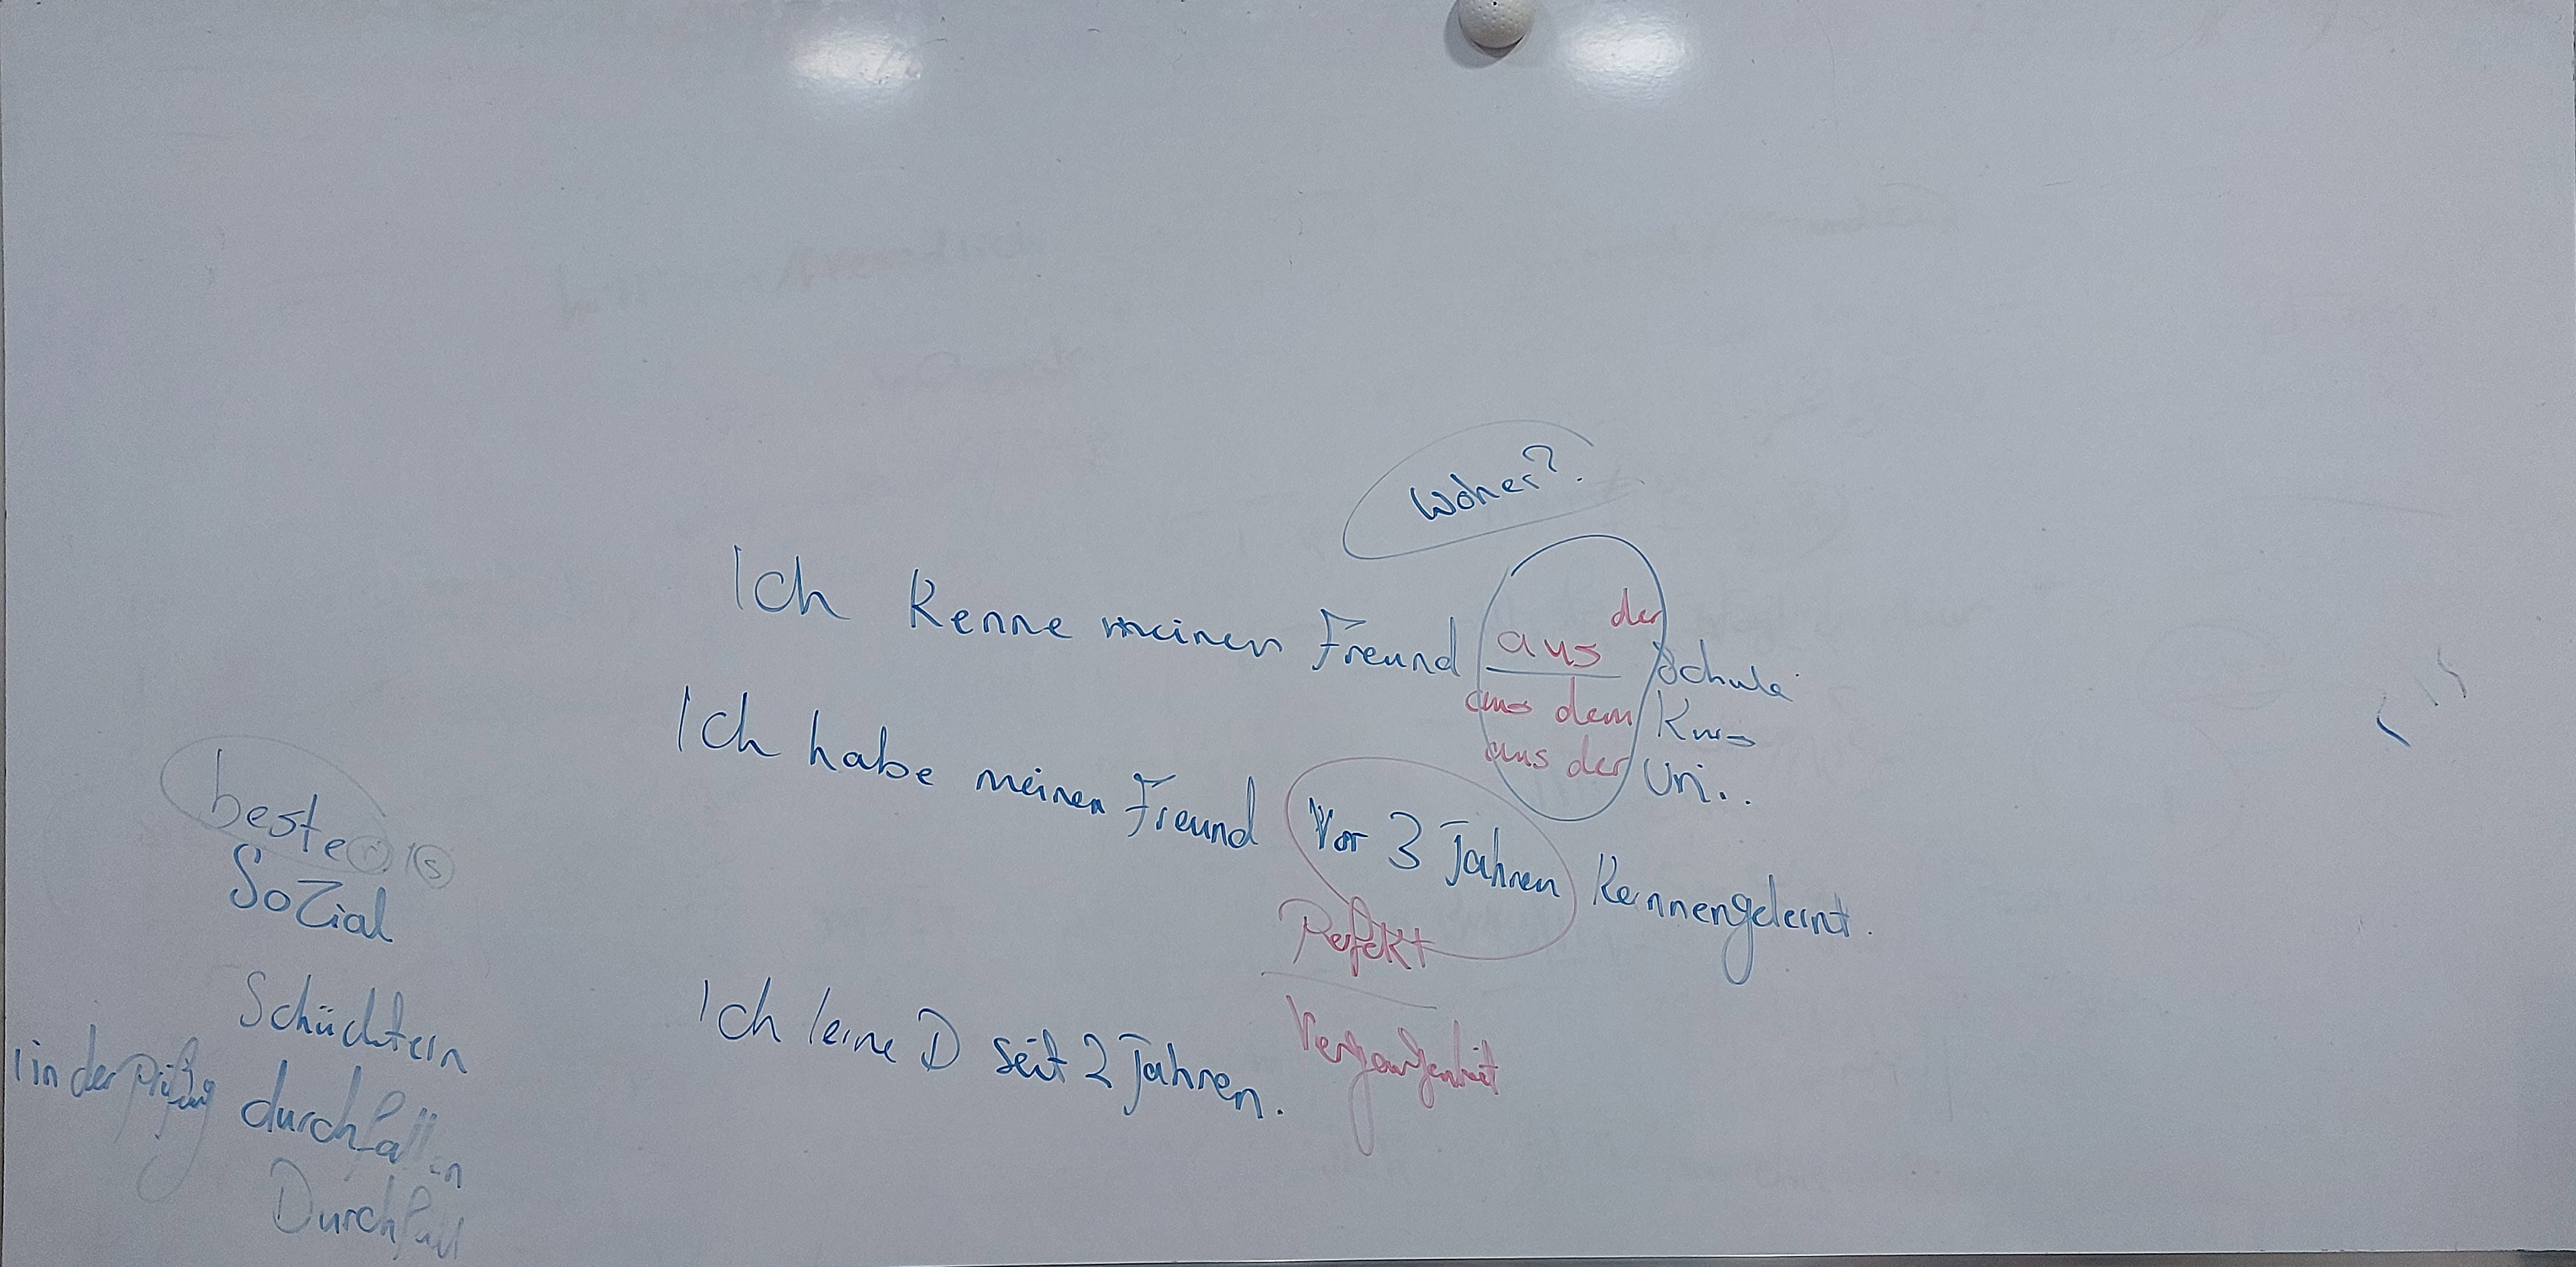 Woher?
Ich Kenne meinen Freund aus der Schule
aus dem Kurs
aus der Uni..
Ich habe meinen Freund Vor 3 Jahren Kennengelernt.
Perfekt
Vergangenheit
Ich lerne D seit 2 Jahren.
beste r/s
Sozial
Schüchtern
in der Prüfung durchfallen
Durchfall